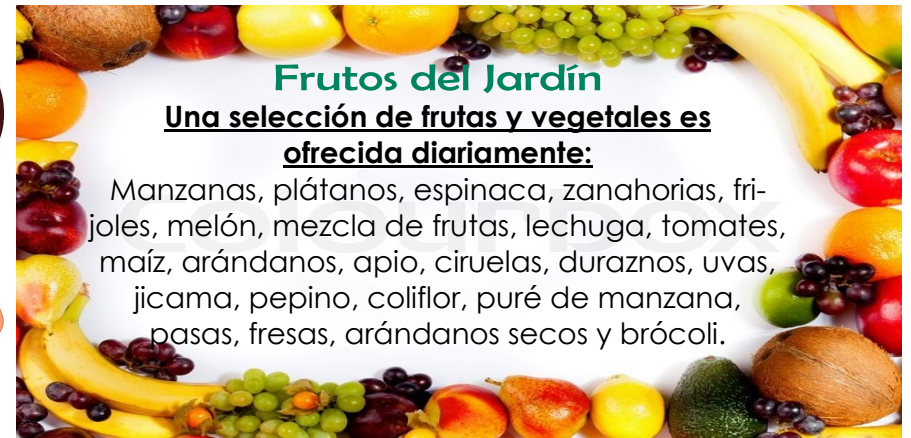 Frutos del Jardín
Una selección de frutas y vegetales es
ofrecida diariamente:
Manzanas, plátanos, espinaca, zanahorias, fri-
joles, melón, mezcla de frutas, lechuga, tomates,
maíz, arándanos, apio, ciruelas, duraznos, uvas,
jicama, pepino, coliflor, puré de manzana,
pasas, fresas, arándanos secos y brócoli.
colourbox